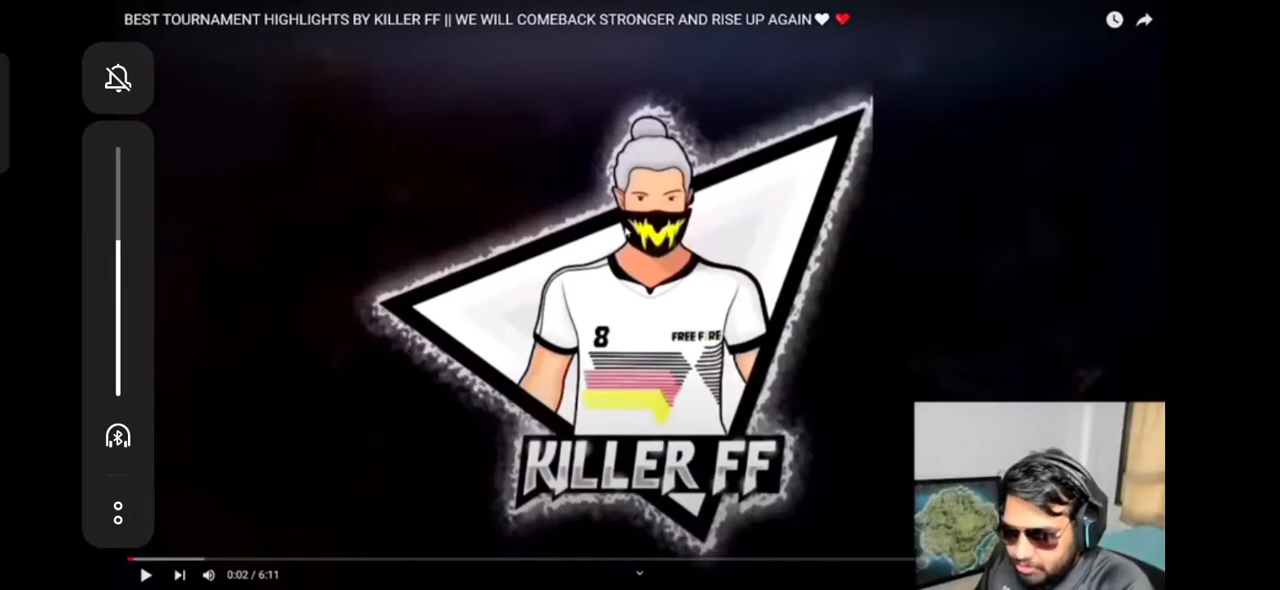 BEST TOURNAMENT HIGHLIGHTS BY KILLER FF || WE WILL COMEBACK STRONGER AND RISE UP AGAIN🤍 ❤️
8
FREE FIRE
KILLER FF
0:02 / 6:11